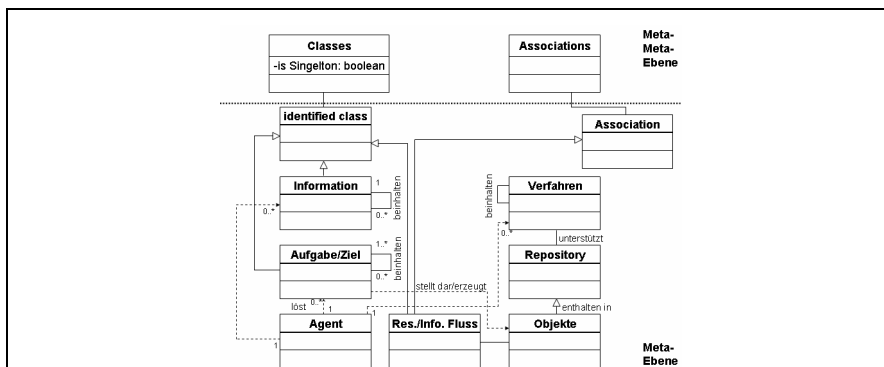 Classes
-is Singelton: boolean
Associations
Meta-
Meta-
Ebene
identified class
Association
Information
1
0..*
beinhalten
0..*
Verfahren
beinhalten
0..*
unterstützt
Aufgabe/Ziel
1..*
0..*
beinhalten
Repository
stellt dar/erzeugt
0..*
löst
1
1
enthalten in
Agent
1
Res./Info. Fluss
Objekte
Meta-
Ebene